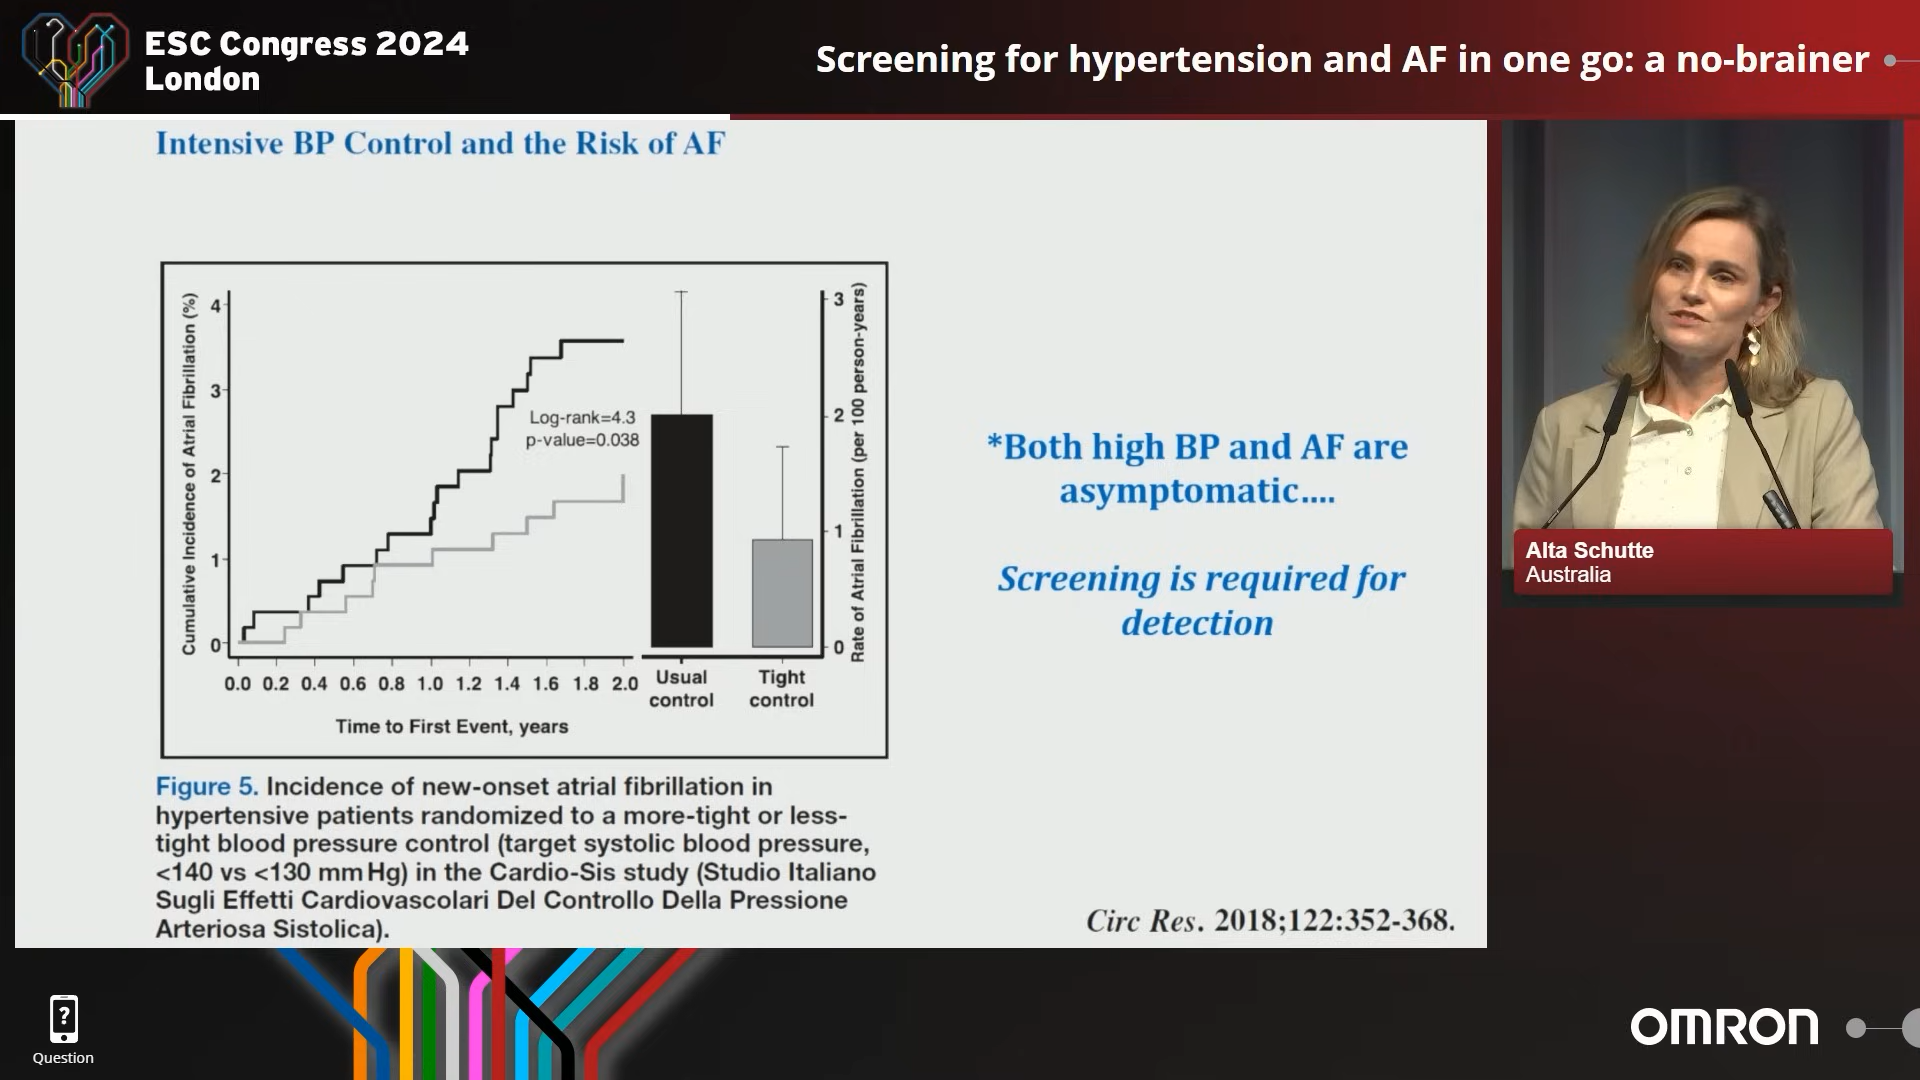 ESC Congress 2024
London
Screening for hypertension and AF in one go: a no-brainer
Intensive BP Control and the Risk of AF
Cumulative Incidence of Atrial Fibrillation (%)
4
3
2
1
0
Log-rank=4.3
p-value=0.038
0.0 0.2 0.4 0.6 0.8 1.0 1.2 1.4 1.6 1.8 2.0
Time to First Event, years
Usual
control
Tight
control
3
2
1
0
Rate of Atrial Fibrillation (per 100 person-years)
Figure 5. Incidence of new-onset atrial fibrillation in
hypertensive patients randomized to a more-tight or less-
tight blood pressure control (target systolic blood pressure,
<140 vs <130 mm Hg) in the Cardio-Sis study (Studio Italiano
Sugli Effetti Cardiovascolari Del Controllo Della Pressione
Arteriosa Sistolica).
*Both high BP and AF are
asymptomatic....
Screening is required for
detection
Circ Res. 2018;122:352-368.
Alta Schutte
Australia
?
Question
OMRON